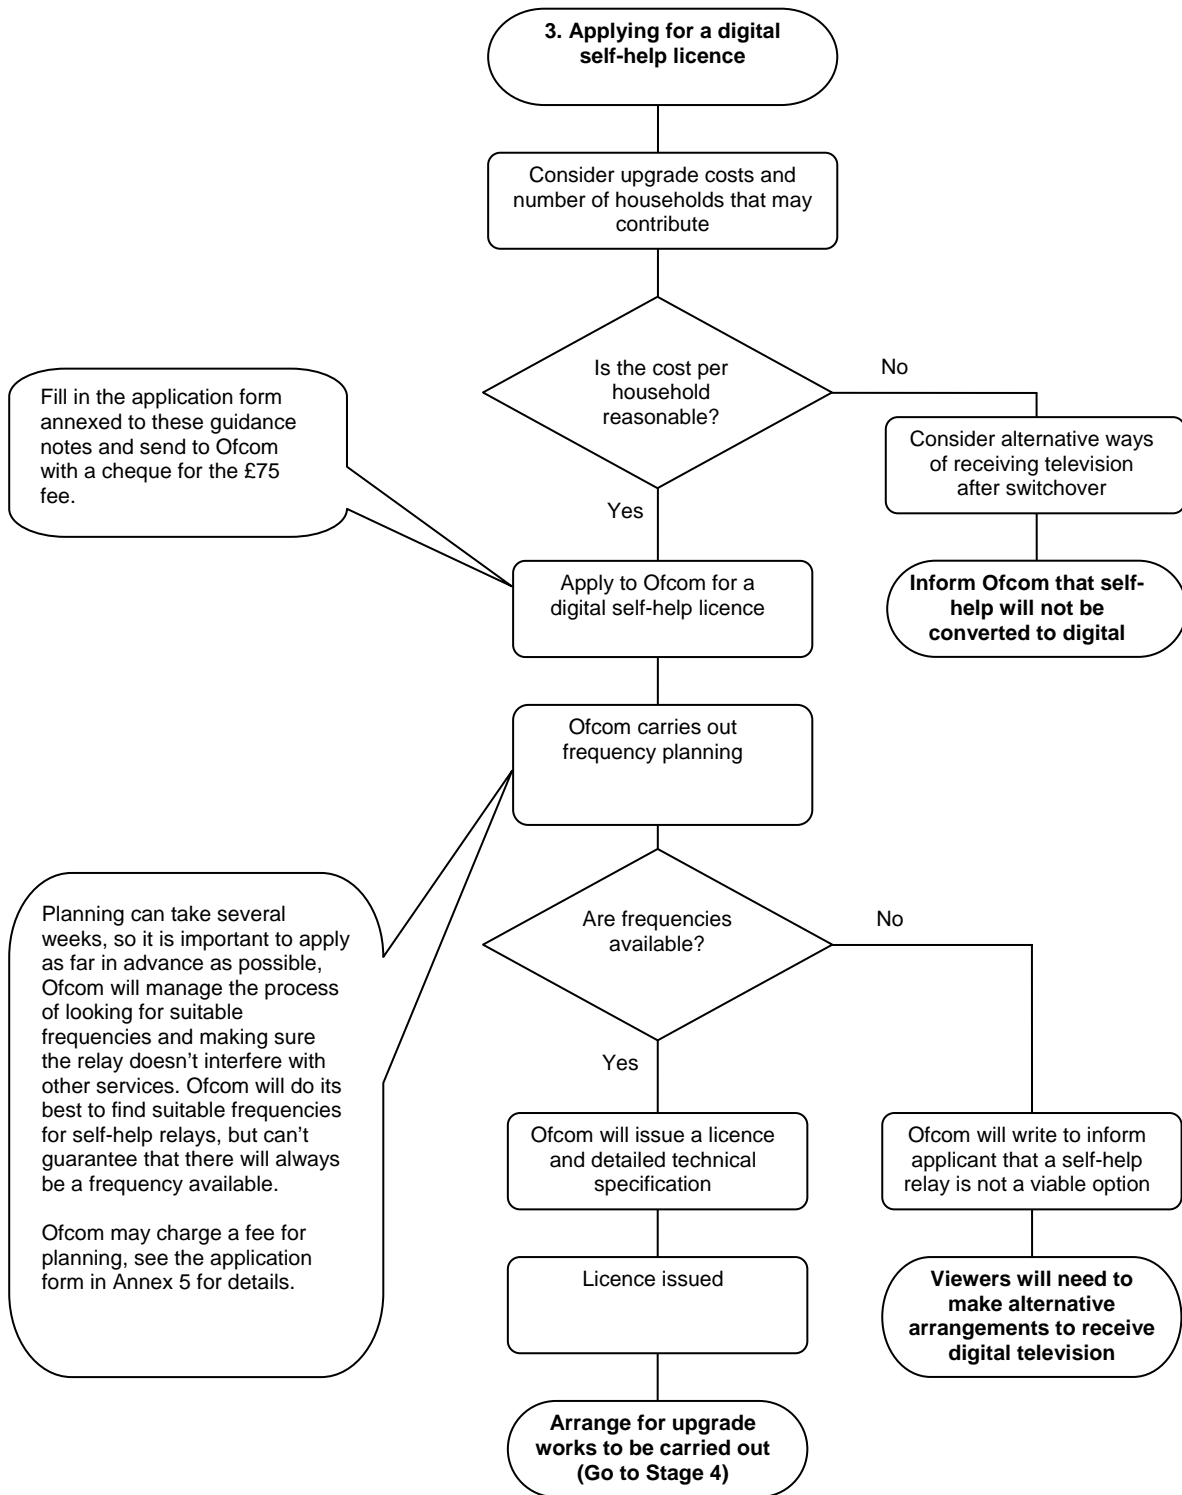 3. Applying for a digital
self-help licence
Consider upgrade costs and
number of households that may
contribute
Is the cost per
household
reasonable?
No
Consider alternative ways
of receiving television
after switchover
Inform Ofcom that self-
help will not be
converted to digital
Yes
Fill in the application form
annexed to these guidance
notes and send to Ofcom
with a cheque for the £75
fee.
Apply to Ofcom for a
digital self-help licence
Ofcom carries out
frequency planning
Planning can take several
weeks, so it is important to apply
as far in advance as possible,
Ofcom will manage the process
of looking for suitable
frequencies and making sure
the relay doesn't interfere with
other services. Ofcom will do its
best to find suitable frequencies
for self-help relays, but can't
guarantee that there will always
be a frequency available.
Ofcom may charge a fee for
planning, see the application
form in Annex 5 for details.
Are frequencies
available?
No
Yes
Ofcom will issue a licence
and detailed technical
specification
Ofcom will write to inform
applicant that a self-help
relay is not a viable option
Licence issued
Viewers will need to
make alternative
arrangements to receive
digital television
Arrange for upgrade
works to be carried out
(Go to Stage 4)